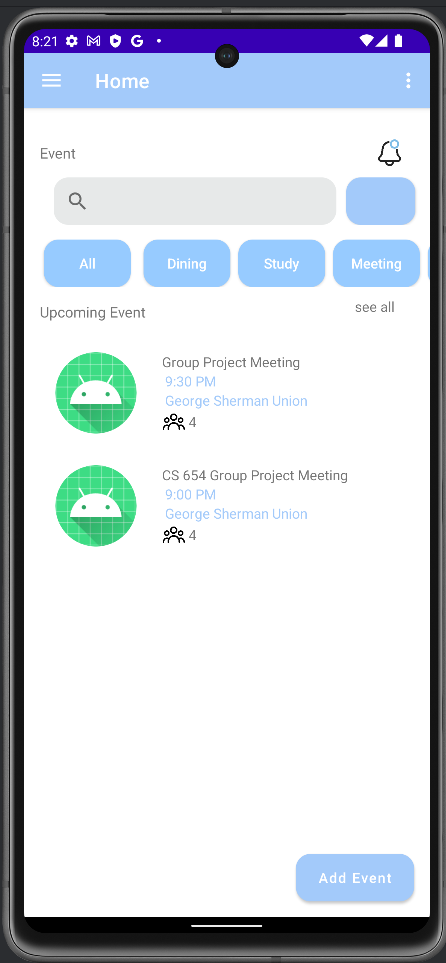 8:21
Home
Event
All
Dining
Study
Meeting
Upcoming Event
see all
Group Project Meeting
9:30 PM
George Sherman Union
4
CS 654 Group Project Meeting
9:00 PM
George Sherman Union
4
Add Event